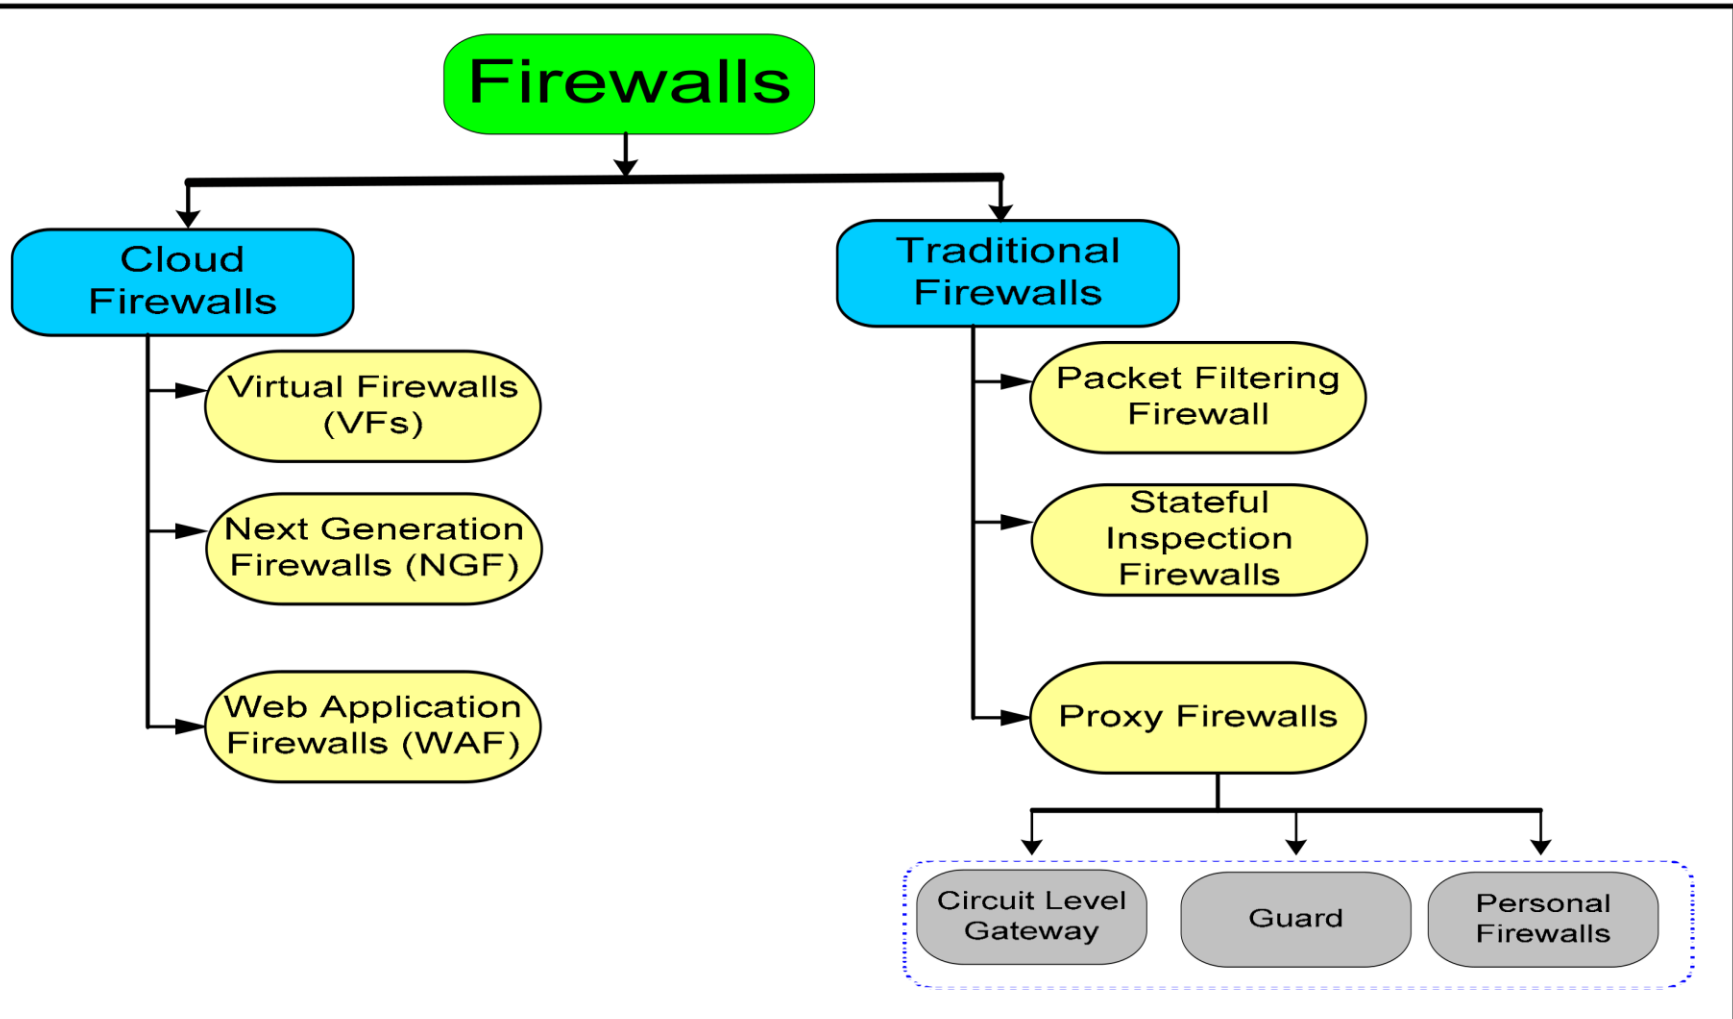 Firewalls
Cloud
Firewalls
Traditional
Firewalls
Virtual Firewalls
(VFs)
Next Generation
Firewalls (NGF)
Web Application
Firewalls (WAF)
Packet Filtering
Firewall
Stateful
Inspection
Firewalls
Proxy Firewalls
Circuit Level
Gateway
Guard
Personal
Firewalls